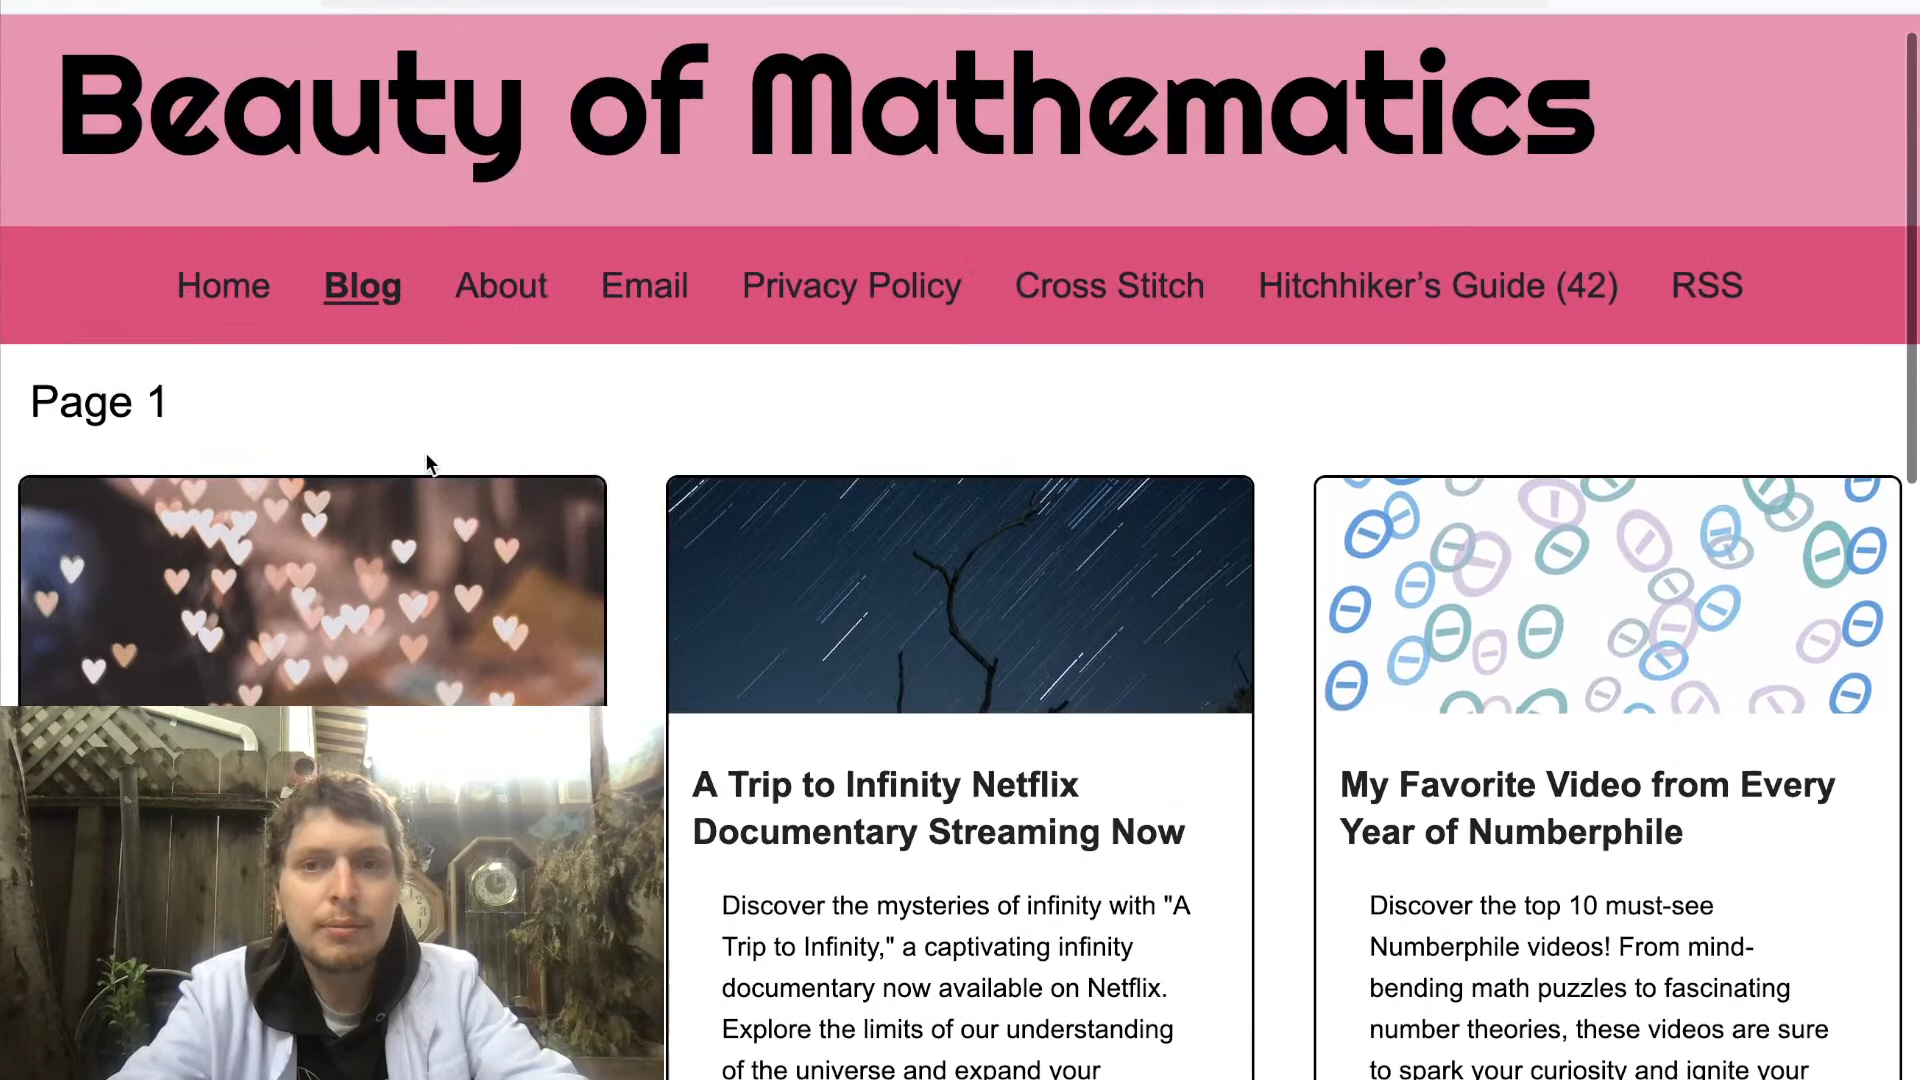 Beauty of Mathematics
Home Blog About Email Privacy Policy Cross Stitch Hitchhiker’s Guide (42) RSS
Page 1
A Trip to Infinity Netflix
Documentary Streaming Now
Discover the mysteries of infinity with "A
Trip to Infinity," a captivating infinity
documentary now available on Netflix.
Explore the limits of our understanding
of the universe and expand your
My Favorite Video from Every
Year of Numberphile
Discover the top 10 must-see
Numberphile videos! From mind-
bending math puzzles to fascinating
number theories, these videos are sure
to spark your curiosity and ignite your